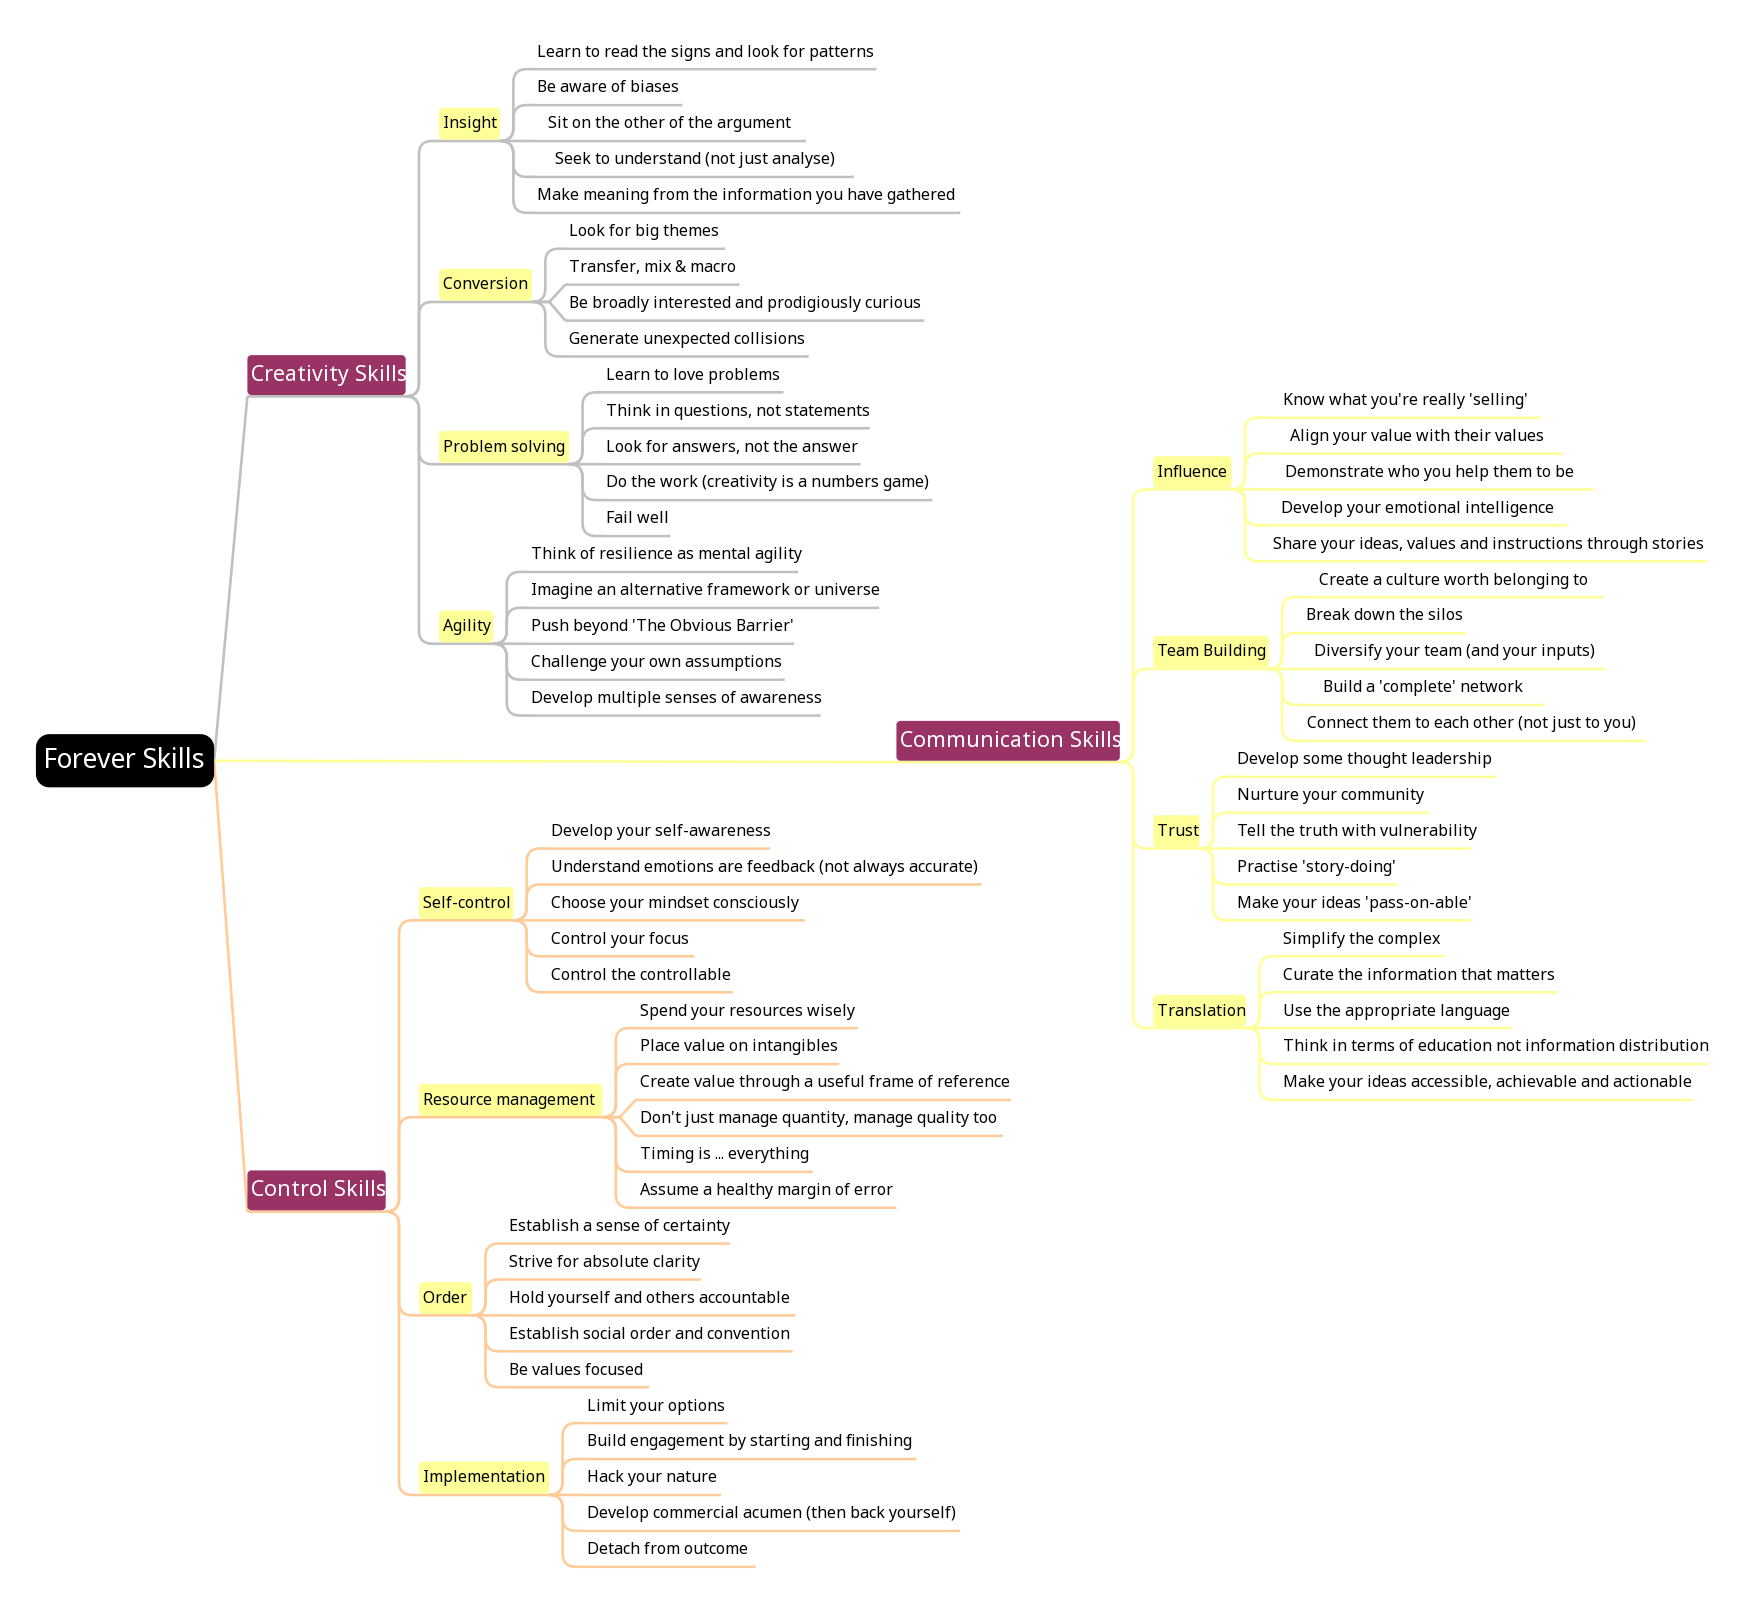 Forever Skills
Creativity Skills
Insight
Learn to read the signs and look for patterns
Be aware of biases
Sit on the other of the argument
Seek to understand (not just analyse)
Make meaning from the information you have gathered
Conversion
Look for big themes
Transfer, mix & macro
Be broadly interested and prodigiously curious
Generate unexpected collisions
Problem solving
Learn to love problems
Think in questions, not statements
Look for answers, not the answer
Do the work (creativity is a numbers game)
Fail well
Agility
Think of resilience as mental agility
Imagine an alternative framework or universe
Push beyond 'The Obvious Barrier'
Challenge your own assumptions
Develop multiple senses of awareness
Communication Skills
Influence
Know what you're really 'selling'
Align your value with their values
Demonstrate who you help them to be
Develop your emotional intelligence
Share your ideas, values and instructions through stories
Team Building
Create a culture worth belonging to
Break down the silos
Diversify your team (and your inputs)
Build a 'complete' network
Connect them to each other (not just to you)
Trust
Develop some thought leadership
Nurture your community
Tell the truth with vulnerability
Practise 'story-doing'
Make your ideas 'pass-on-able'
Translation
Simplify the complex
Curate the information that matters
Use the appropriate language
Think in terms of education not information distribution
Make your ideas accessible, achievable and actionable
Control Skills
Self-control
Develop your self-awareness
Understand emotions are feedback (not always accurate)
Choose your mindset consciously
Control your focus
Control the controllable
Resource management
Spend your resources wisely
Place value on intangibles
Create value through a useful frame of reference
Don't just manage quantity, manage quality too
Timing is ... everything
Assume a healthy margin of error
Order
Establish a sense of certainty
Strive for absolute clarity
Hold yourself and others accountable
Establish social order and convention
Be values focused
Implementation
Limit your options
Build engagement by starting and finishing
Hack your nature
Develop commercial acumen (then back yourself)
Detach from outcome